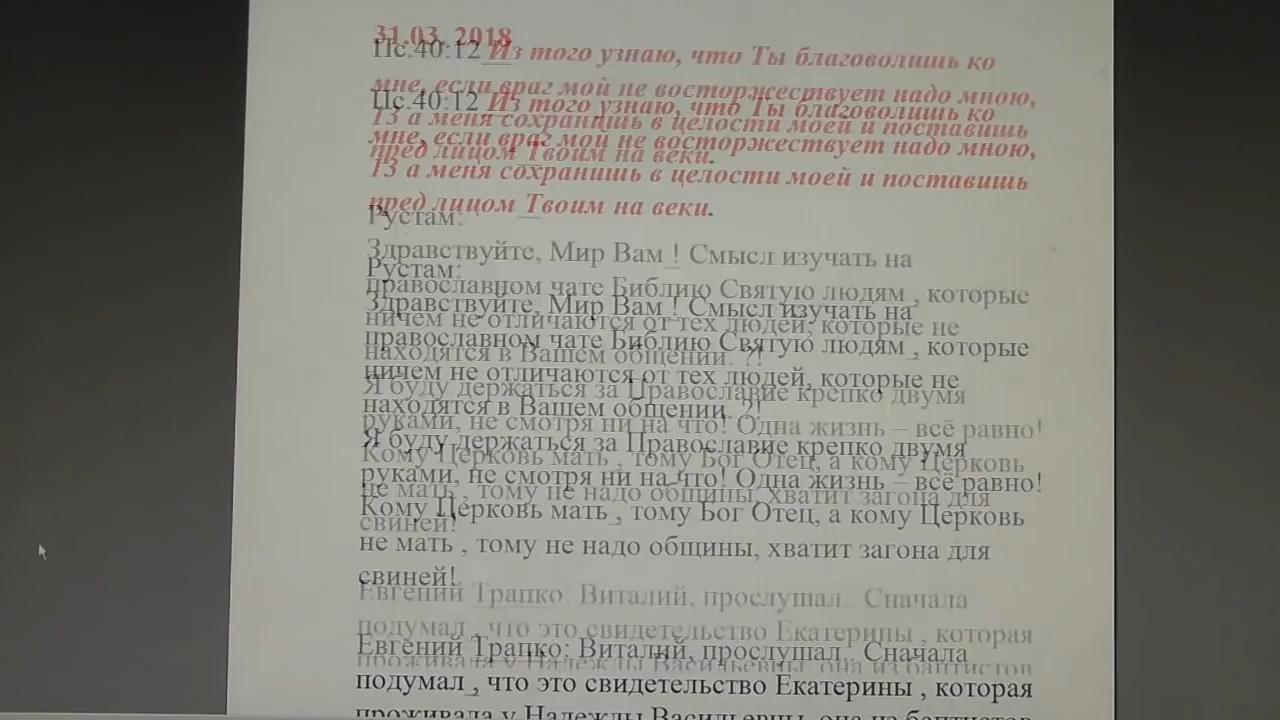 31.03. 2018
Пс.40:12 Из того узнаю, что Ты благоволишь ко
мне, если враг мой не восторжествует надо мною,
13 а меня сохранишь в целости моей и поставишь
пред лицом Твоим на веки.
Рустам:
Здравствуйте, Мир Вам ! Смысл изучать на
православном чате Библию Святую людям , которые
ничем не отличаются от тех людей, которые не
находятся в Вашем общении. ?!
Я буду держаться за Православие крепко двумя
руками, не смотря ни на что! Одна жизнь – всё равно!
Кому Церковь мать , тому Бог Отец, а кому Церковь
не мать , тому не надо общины, хватит загона для
свиней!
Евгений Трапко: Виталий, прослушал . Сначала
подумал , что это свидетельство Екатерины , которая
проживала у Надежды Васильевны, она из баптистов